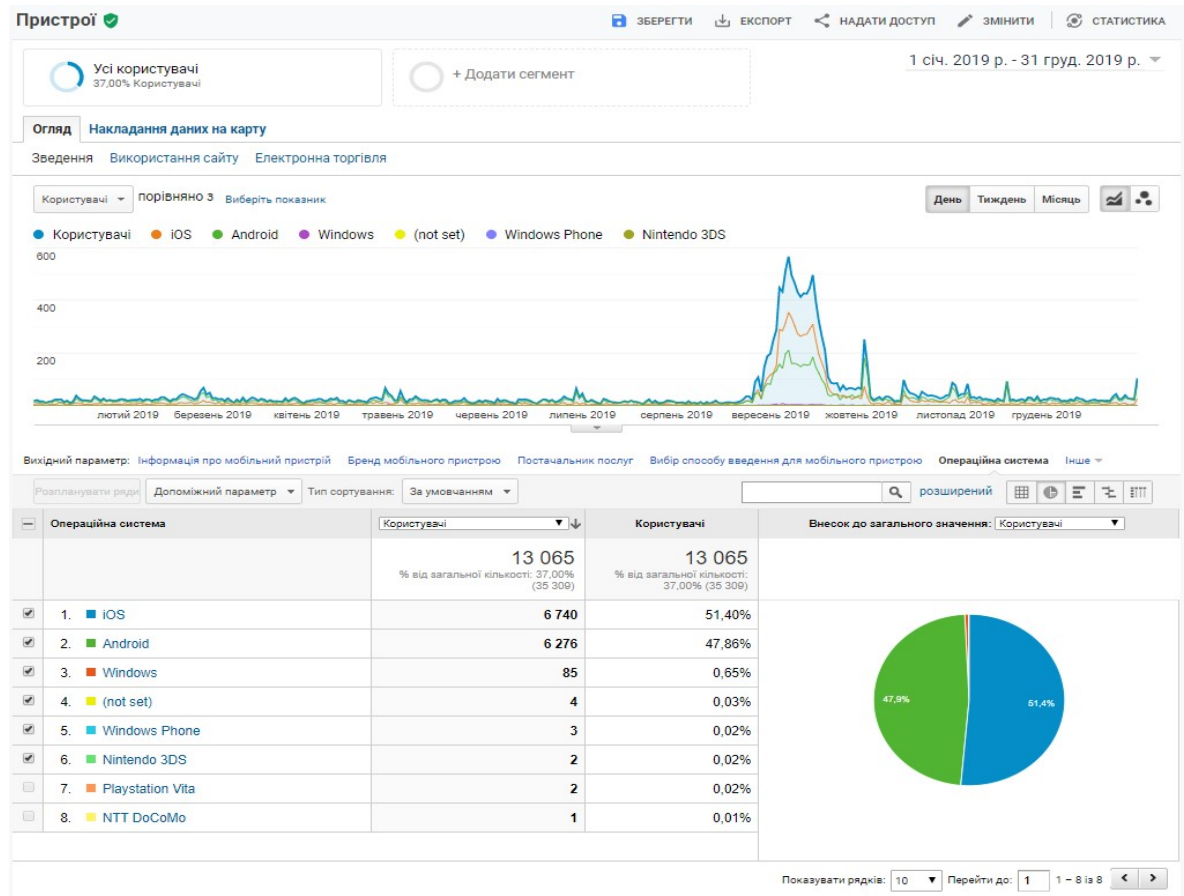 Пристрої
ЗБЕРЕГТИ ЕКСПОРТ НАДАТИ ДОСТУП ЗМІНИТИ СТАТИСТИКА
Усі користувачі
37,00% Користувачі
+ Додати сегмент
1 січ. 2019 р. - 31 груд. 2019 р.
Огляд Накладання даних на карту
Зведення Використання сайту Електронна торгівля
Користувачі порівняно з Виберіть показник
День Тиждень Місяць
Користувачі iOS Android Windows (not set) Windows Phone Nintendo 3DS
600
400
200
лютий 2019 березень 2019 квітень 2019 травень 2019 червень 2019 липень 2019 серпень 2019 вересень 2019 жовтень 2019 листопад 2019 грудень 2019
Вихідний параметр: Інформація про мобільний пристрій Бренд мобільного пристрою Постачальник послуг Вибір способу введення для мобільного пристрою Операційна система Інше
Розпланувати ряди Допоміжний параметр Тип сортування: За умовчанням розширений
Операційна система Користувачі Користувачі Внесок до загального значення: Користувачі
13 065 13 065
% від загальної кількості: 37,00% % від загальної кількості:
(35 309) 37,00% (35 309)
1. iOS 6 740 51,40%
2. Android 6 276 47,86%
3. Windows 85 0,65%
4. (not set) 4 0,03%
5. Windows Phone 3 0,02%
6. Nintendo 3DS 2 0,02%
7. Playstation Vita 2 0,02%
8. NTT DoCoMo 1 0,01%
47,9% 51,4%
Показувати рядків: 10 Перейти до: 1 1 – 8 із 8